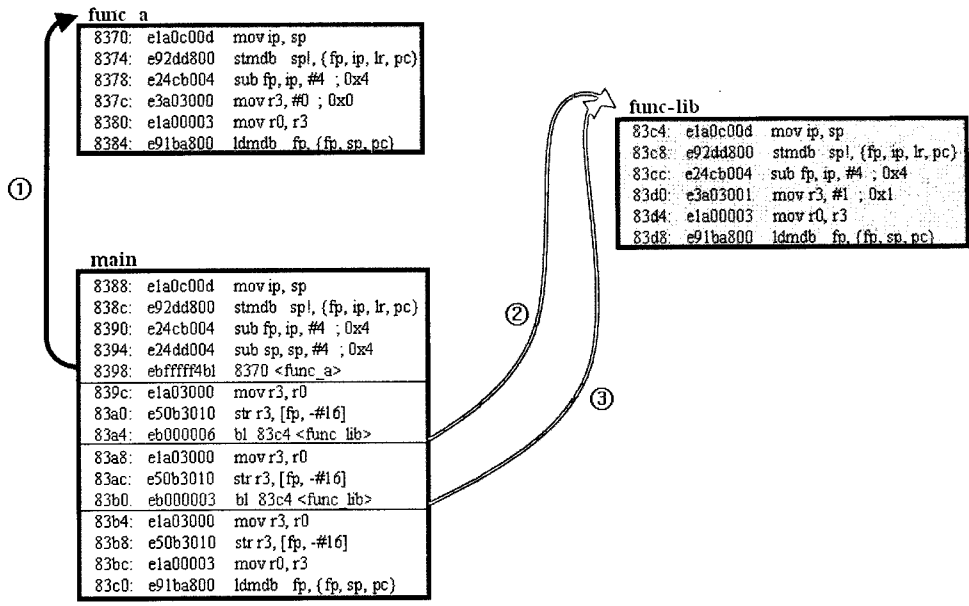 func a
8370: e1a0c00d mov ip, sp
8374: e92dd800 stmdb sp!, {fp, ip, lr, pc}
8378: e24cb004 sub fp, ip, #4 ; 0x4
837c: e3a03000 mov r3, #0 ; 0x0
8380: e1a00003 mov r0, r3
8384: e91ba800 ldmdb fp, {fp, sp, pc}
①
func-lib
83c4: e1a0c00d mov ip, sp
83c8: e92dd800 stmdb sp!, {fp, ip, lr, pc}
83cc: e24cb004 sub fp, ip, #4 ; 0x4
83d0: e3a03001 mov r3, #1 ; 0x1
83d4: e1a00003 mov r0, r3
83d8: e91ba800 ldmdb fp, {fp, sp, pc}
main
8388: e1a0c00d mov ip, sp
838c: e92dd800 stmdb sp!, {fp, ip, lr, pc}
8390: e24cb004 sub fp, ip, #4 ; 0x4
8394: e24dd004 sub sp, sp, #4 ; 0x4
8398: ebfffff4bl 8370 <func_a>
839c: e1a03000 mov r3, r0
83a0: e50b3010 str r3, [fp, -#16]
83a4: eb000006 bl 83c4 <func lib>
83a8: e1a03000 mov r3, r0
83ac: e50b3010 str r3, [fp, -#16]
83b0. eb000003 bl 83c4 <func lib>
83b4: e1a03000 mov r3, r0
83b8: e50b3010 str r3, [fp, -#16]
83bc: e1a00003 mov r0, r3
83c0: e91ba800 ldmdb fp, {fp, sp, pc}
②
③